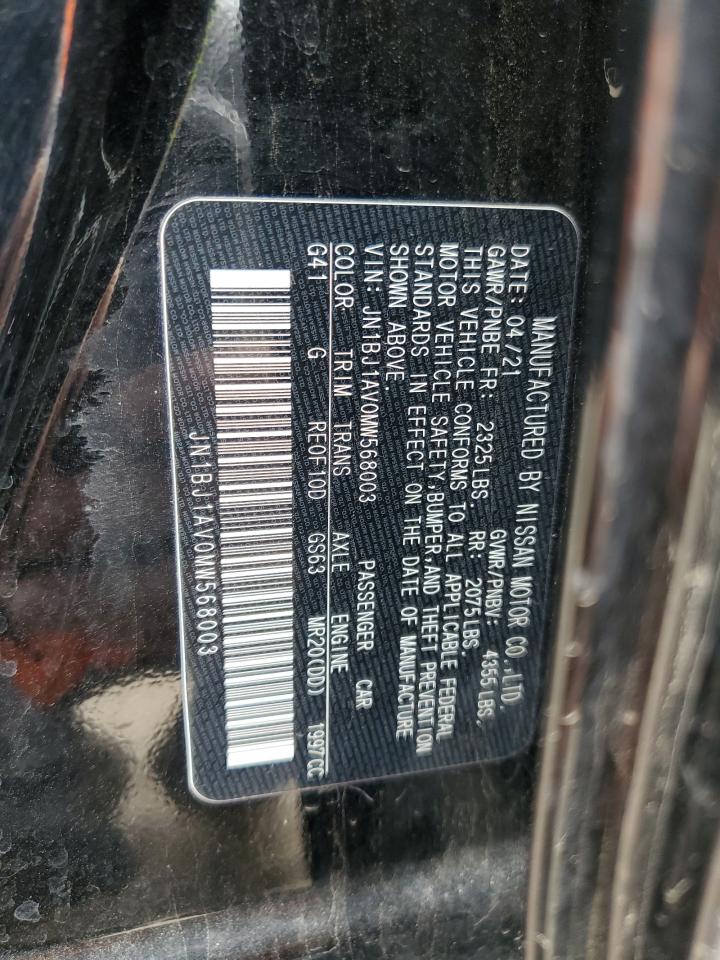 MANUFACTURED BY NISSAN MOTOR CO.,LTD.
DATE: 04/21 GVWR/PNBV: 4355LBS.
GAWR/PNBE FR: 2325LBS RR: 2075LBS.
THIS VEHICLE CONFORMS TO ALL APPLICABLE FEDERAL
MOTOR VEHICLE SAFETY,BUMPER,AND THEFT PREVENTION
STANDARDS IN EFFECT ON THE DATE OF MANUFACTURE
SHOWN ABOVE.
VIN: JN1BJ1AV0MW568003 PASSENGER CAR
COLOR TRIM TRANS AXLE ENGINE
G41 G RE0F10D GS63 MR20(DD) 1997CC
JN1BJ1AV0MW568003